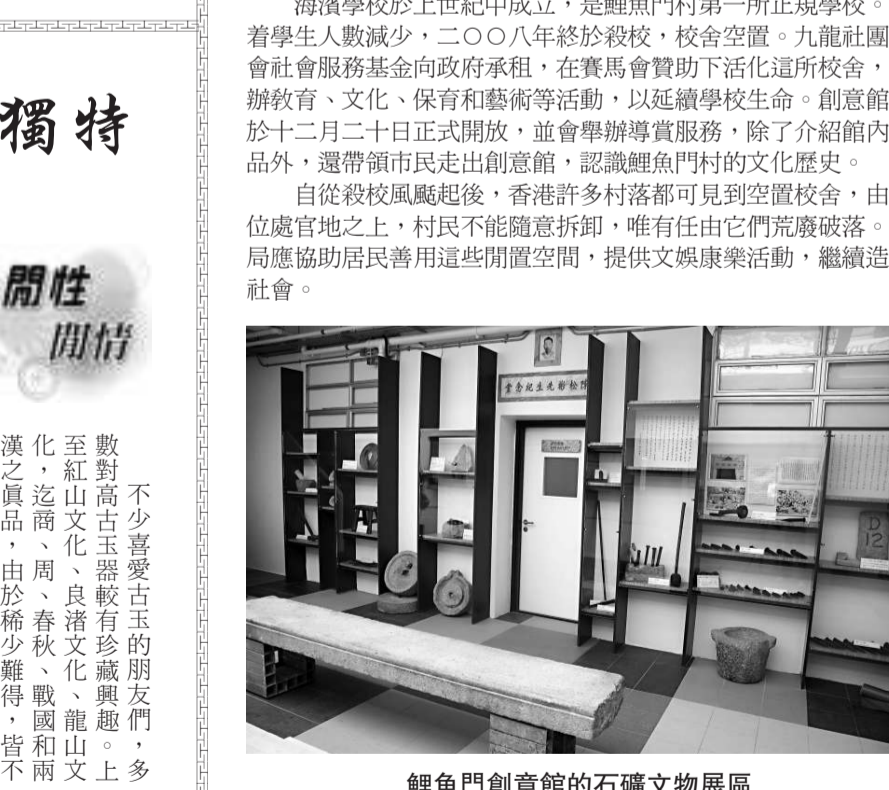 海濱學校於上世紀中成立，是鯉魚門村第一所正規學校。
着學生人數減少，二〇〇八年終於殺校，校舍空置。九龍社團
會社會服務基金向政府承租，在賽馬會贊助下活化這所校舍，
辦敎育、文化、保育和藝術等活動，以延續學校生命。創意館
於十二月二十日正式開放，並會舉辦導賞服務，除了介紹館內
品外，還帶領市民走出創意館，認識鯉魚門村的文化歷史。
自從殺校風颳起後，香港許多村落都可見到空置校舍，由
位處官地之上，村民不能隨意拆卸，唯有任由它們荒廢破落。
局應協助居民善用這些閒置空間，提供文娛康樂活動，繼續造
社會。
D
12
鯉魚門創意館的石礦文物展區
獨特
閒性
閒情
不少喜愛古玉的朋友們，多
數對高古玉器較有珍藏興趣。上
至紅山文化、良渚文化、龍山文
化，迄商、周、春秋、戰國和兩
漢之眞品，由於稀少難得，皆不